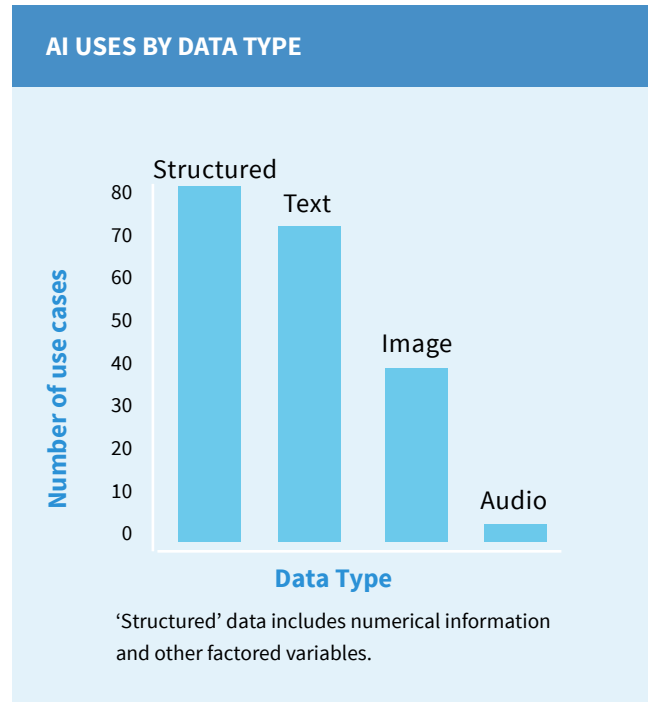 AI USES BY DATA TYPE
Structured
Text
Image
Audio
80
70
60
50
40
30
20
10
0
Number of use cases
Data Type
‘Structured’ data includes numerical information
and other factored variables.